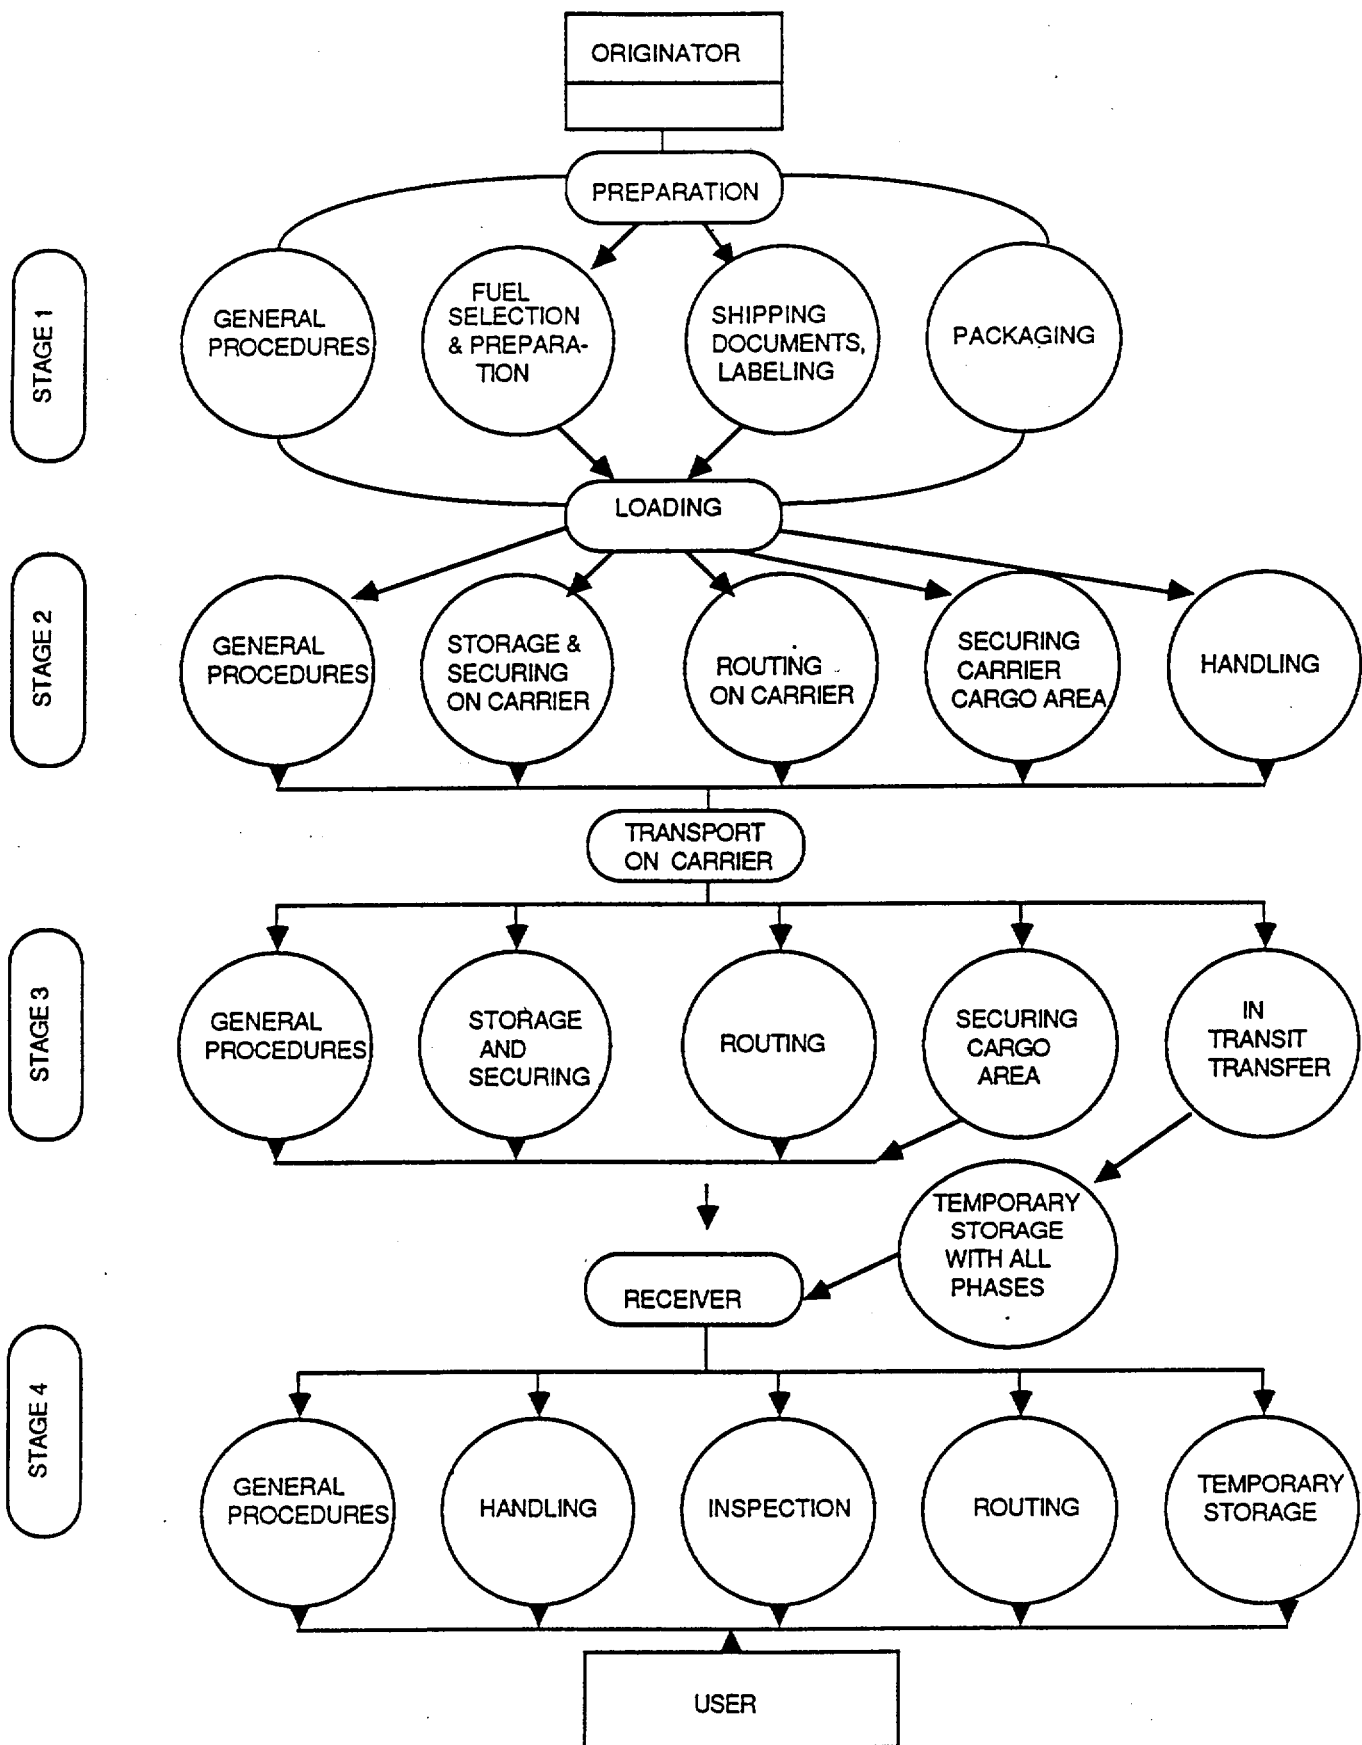 ORIGINATOR
PREPARATION
STAGE 1
GENERAL
PROCEDURES
FUEL
SELECTION
& PREPARA-
TION
SHIPPING
DOCUMENTS,
LABELING
PACKAGING
LOADING
STAGE 2
GENERAL
PROCEDURES
STORAGE &
SECURING
ON CARRIER
ROUTING
ON CARRIER
SECURING
CARRIER
CARGO AREA
HANDLING
TRANSPORT
ON CARRIER
STAGE 3
GENERAL
PROCEDURES
STORAGE
AND
SECURING
ROUTING
SECURING
CARGO
AREA
IN
TRANSIT
TRANSFER
TEMPORARY
STORAGE
WITH ALL
PHASES
RECEIVER
STAGE 4
GENERAL
PROCEDURES
HANDLING
INSPECTION
ROUTING
TEMPORARY
STORAGE
USER